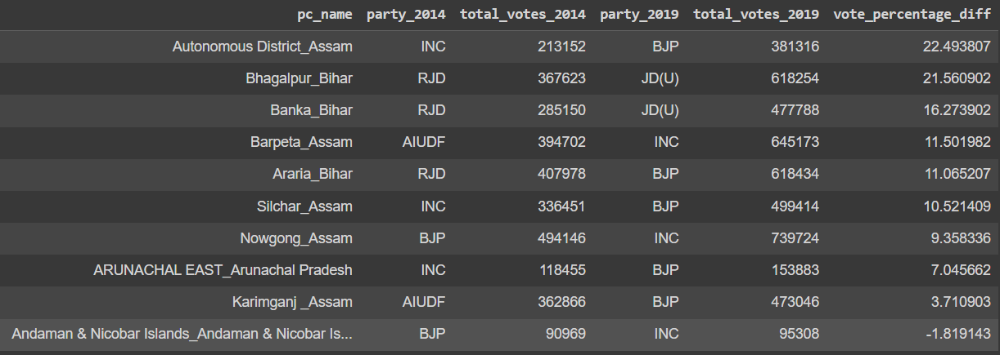 pc_name party_2014 total_votes_2014 party_2019 total_votes_2019 vote_percentage_diff
Autonomous District_Assam INC 213152 BJP 381316 22.493807
Bhagalpur_Bihar RJD 367623 JD(U) 618254 21.560902
Banka_Bihar RJD 285150 JD(U) 477788 16.273902
Barpeta_Assam AIUDF 394702 INC 645173 11.501982
Araria_Bihar RJD 407978 BJP 618434 11.065207
Silchar_Assam INC 336451 BJP 499414 10.521409
Nowgong_Assam BJP 494146 INC 739724 9.358336
ARUNACHAL EAST_Arunachal Pradesh INC 118455 BJP 153883 7.045662
Karimganj _Assam AIUDF 362866 BJP 473046 3.710903
Andaman & Nicobar Islands_Andaman & Nicobar Is... BJP 90969 INC 95308 -1.819143